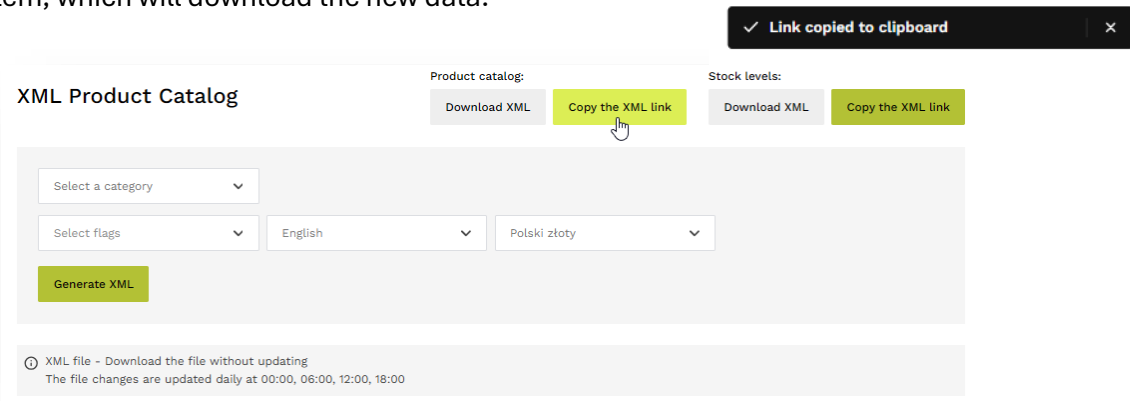 tem, which will download the new data.
Link copied to clipboard
XML Product Catalog
Product catalog:
Download XML
Copy the XML link
Stock levels:
Download XML
Copy the XML link
Select a category
Select flags
English
Polski złoty
Generate XML
XML file - Download the file without updating
The file changes are updated daily at 00:00, 06:00, 12:00, 18:00